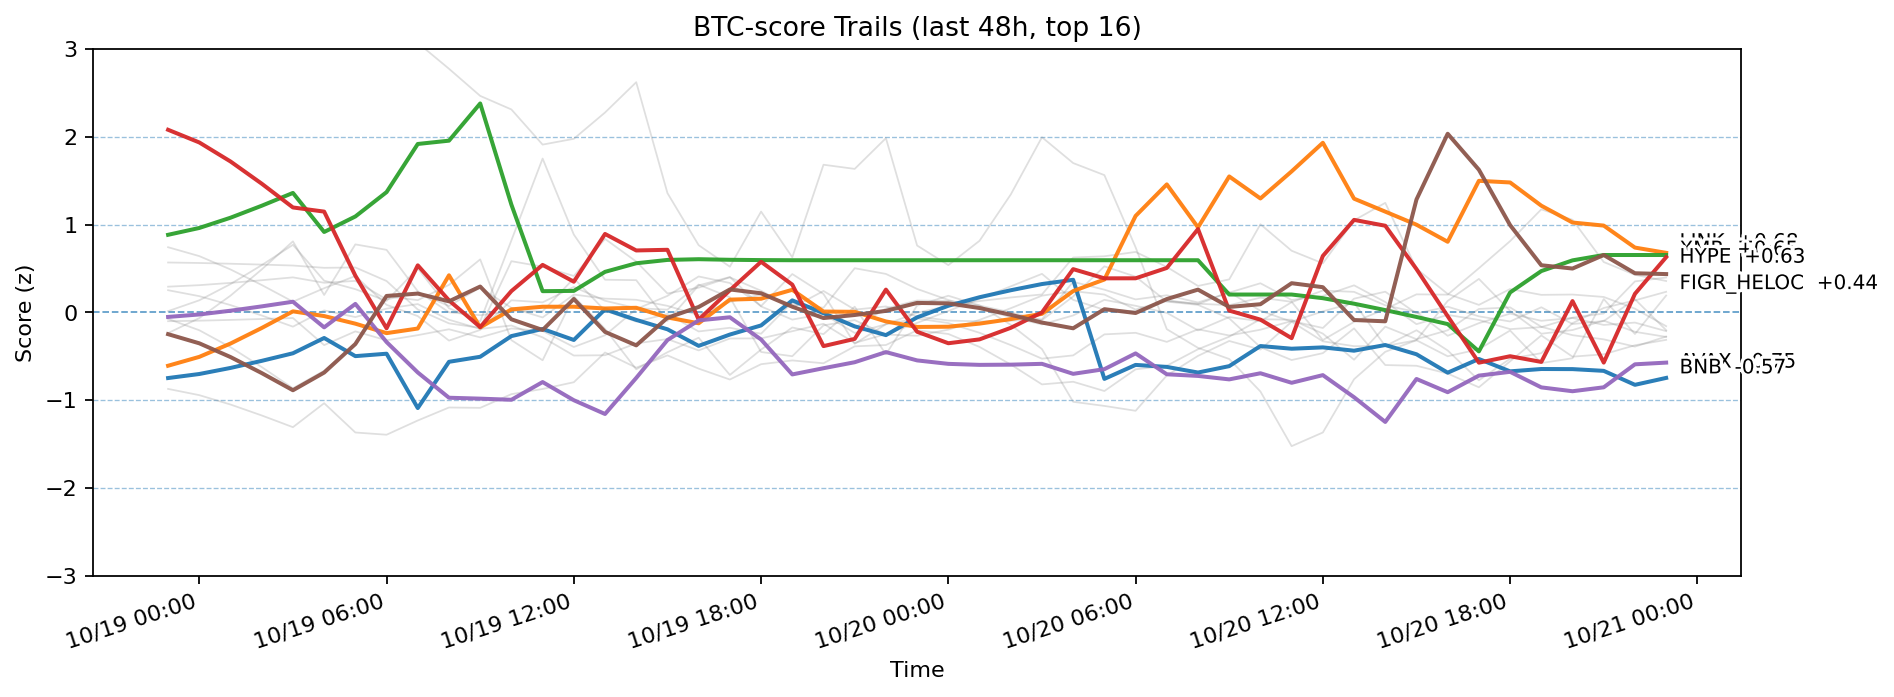 BTC-score Trails (last 48h, top 16)
Score (z)
3
2
1
0
−1
−2
−3
+0.68
HYPE +0.63
FIGR_HELOC +0.44
BNB -0.57
10/19 00:00
10/19 06:00
10/19 12:00
10/19 18:00
10/20 00:00
10/20 06:00
10/20 12:00
10/20 18:00
10/21 00:00
Time